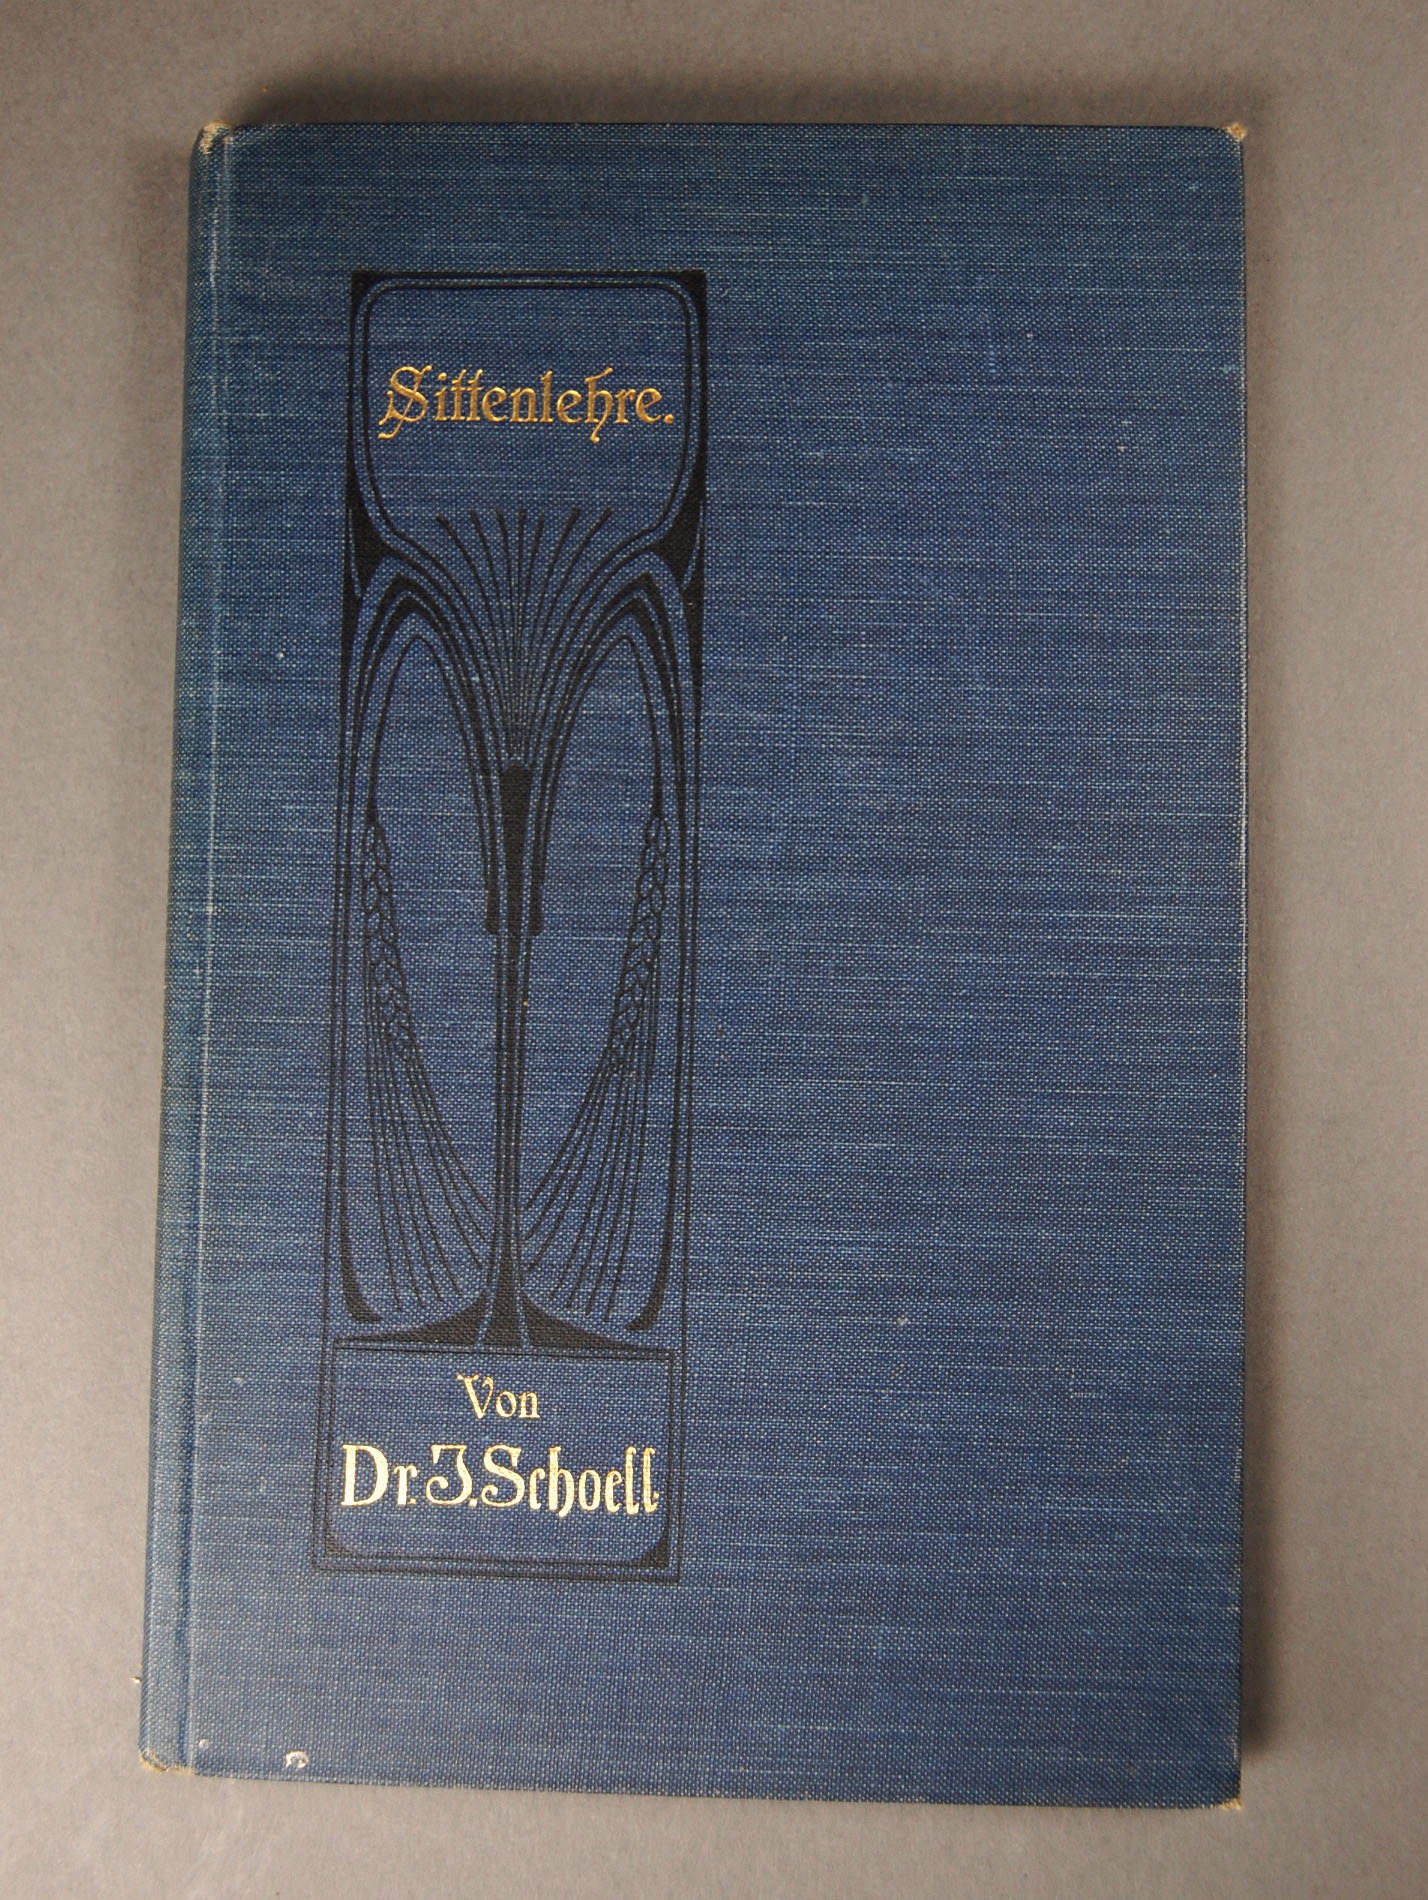 Sittenlehre.
Von
Dr. J. Schoell